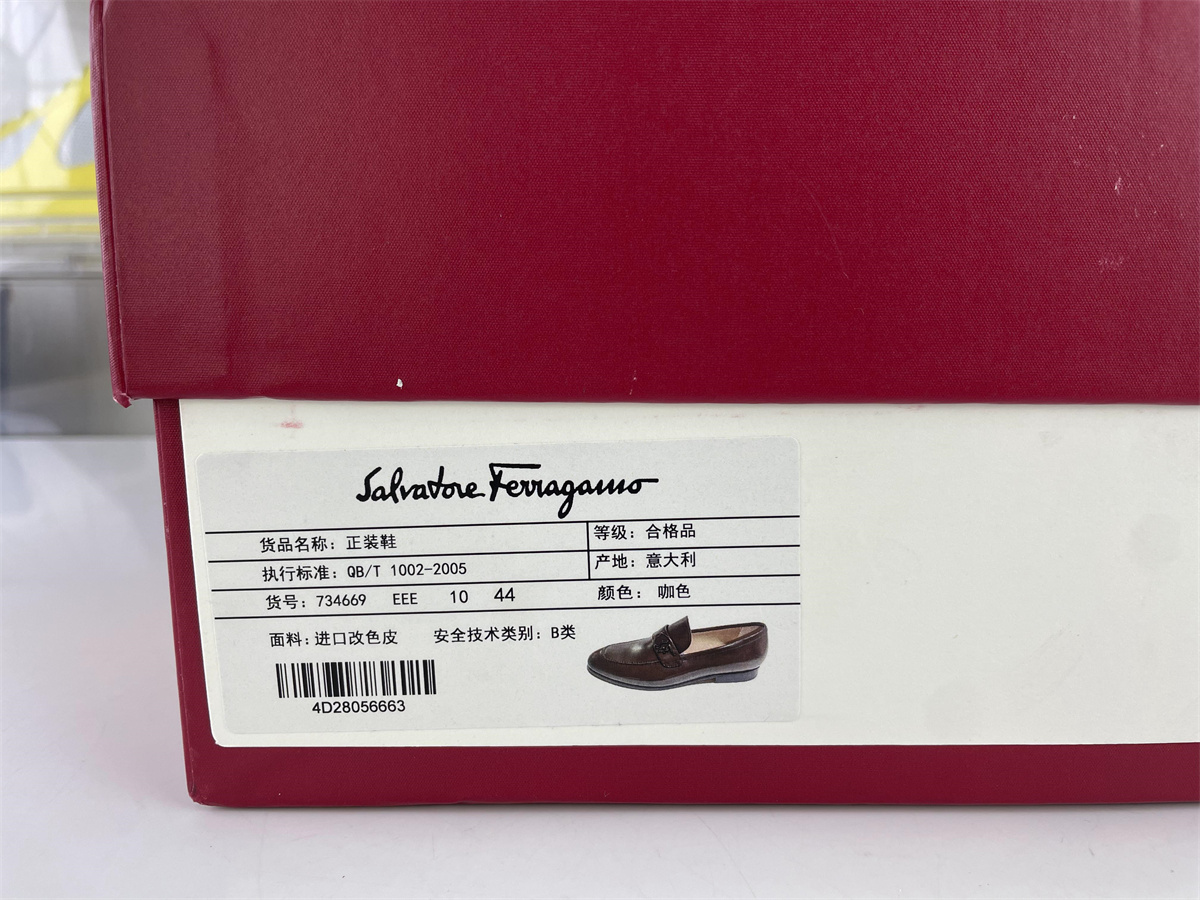 Salvatore Ferragamo
货品名称：正装鞋 等级：合格品
执行标准：QB/T 1002-2005 产地：意大利
货号：734669 EEE 10 44 颜色： 咖色
面料：进口改色皮 安全技术类别：B类
4D28056663